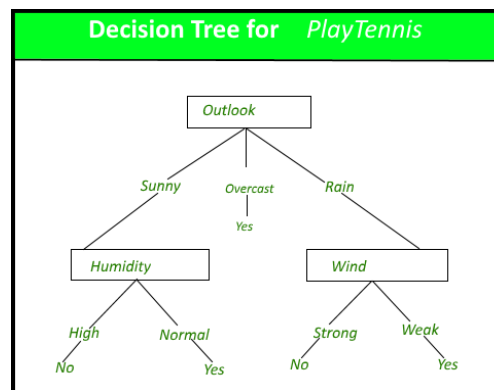 Decision Tree for PlayTennis
Outlook
Sunny Overcast Rain
Yes
Humidity Wind
High Normal Strong Weak
No Yes No Yes